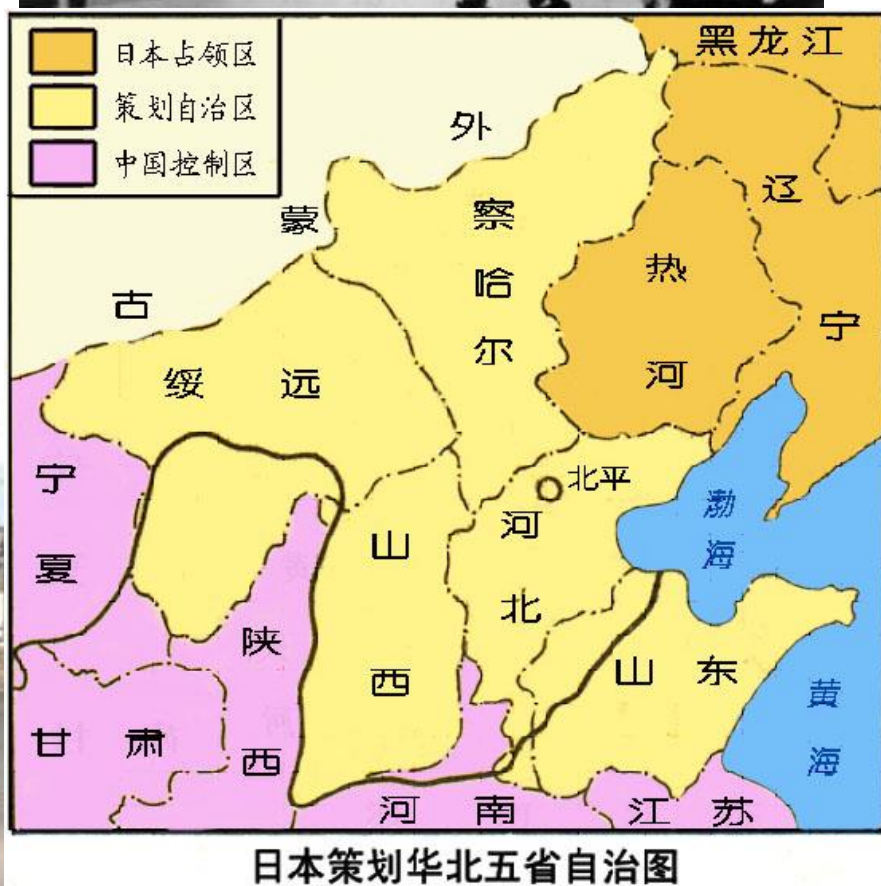 日本占领区
策划自治区
中国控制区
黑龙江
外蒙古
察哈尔
辽宁
热河
绥远
宁夏
北平
渤海
山西
河北
陕西
山东
黄海
甘肃
河南
江苏
日本策划华北五省自治图